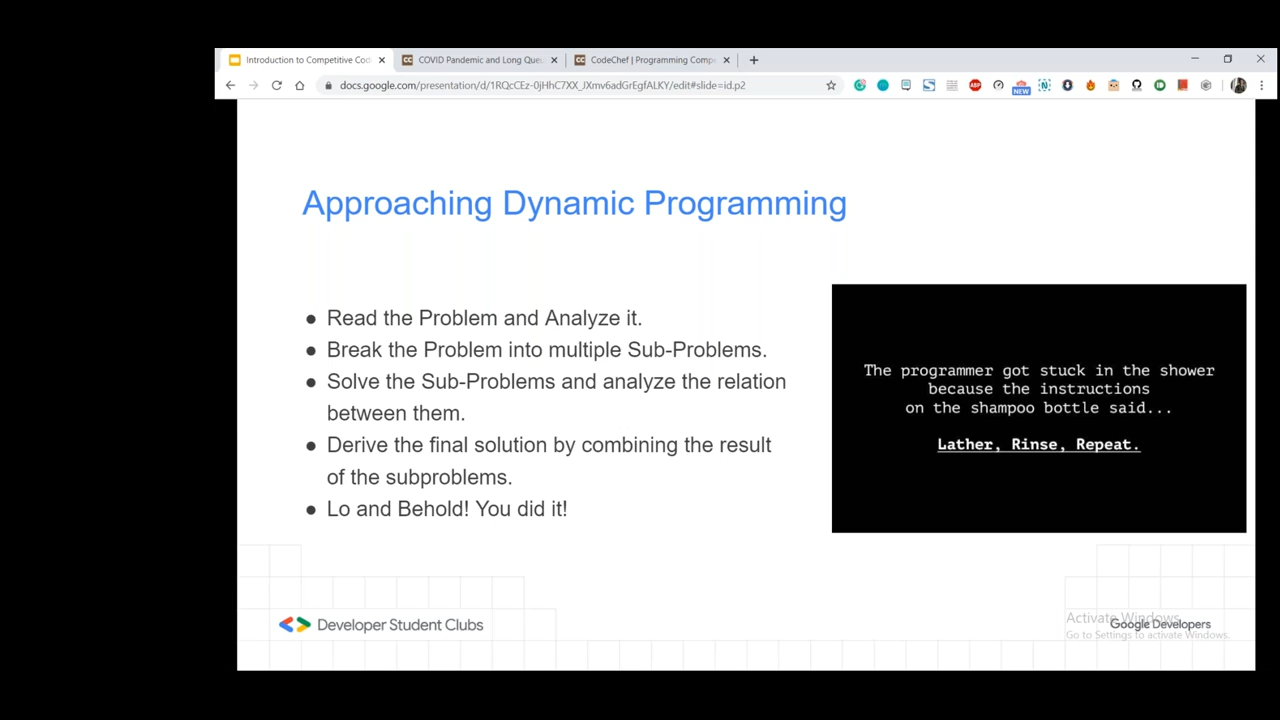 Introduction to Competitive Cod
COVID Pandemic and Long Queu
CodeChef | Programming Compe
docs.google.com/presentation/d/1RQcCEz-0jHhC7XX_JXmv6adGrEgfALKY/edit#slide=id.p2
ABP
NEW
Approaching Dynamic Programming
● Read the Problem and Analyze it.
● Break the Problem into multiple Sub-Problems.
● Solve the Sub-Problems and analyze the relation
between them.
● Derive the final solution by combining the result
of the subproblems.
● Lo and Behold! You did it!
The programmer got stuck in the shower
because the instructions
on the shampoo bottle said...
Lather, Rinse, Repeat.
Developer Student Clubs
Activate Windows
Google Developers
Go to Settings to activate Windows.